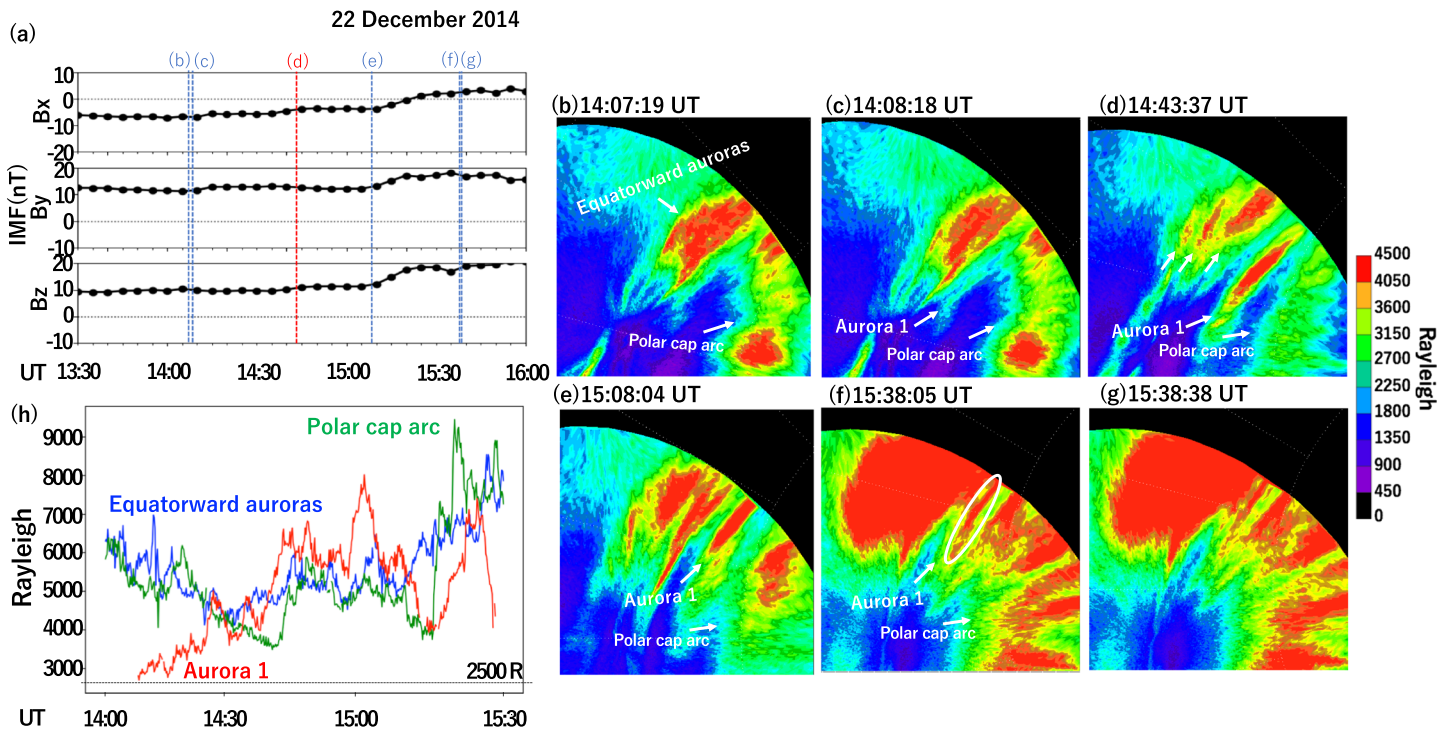 22 December 2014
(a)
(b) (c) (d) (e) (f) (g)
10
0
-10
-20
Bx
20
10
0
-10
By
IMF(nT)
20
10
0
-10
Bz
UT 13:30 14:00 14:30 15:00 15:30 16:00
(b)14:07:19 UT
Equatorward auroras
Polar cap arc
(c)14:08:18 UT
Aurora 1
Polar cap arc
(d)14:43:37 UT
Aurora 1
Polar cap arc
(e)15:08:04 UT
Aurora 1
Polar cap arc
(f)15:38:05 UT
Aurora 1
Polar cap arc
(g)15:38:38 UT
4500
4050
3600
3150
2700
2250
1800
1350
900
450
0
Rayleigh
(h)
Polar cap arc
Equatorward auroras
Aurora 1
2500 R
9000
8000
7000
6000
5000
4000
3000
Rayleigh
UT 14:00 14:30 15:00 15:30